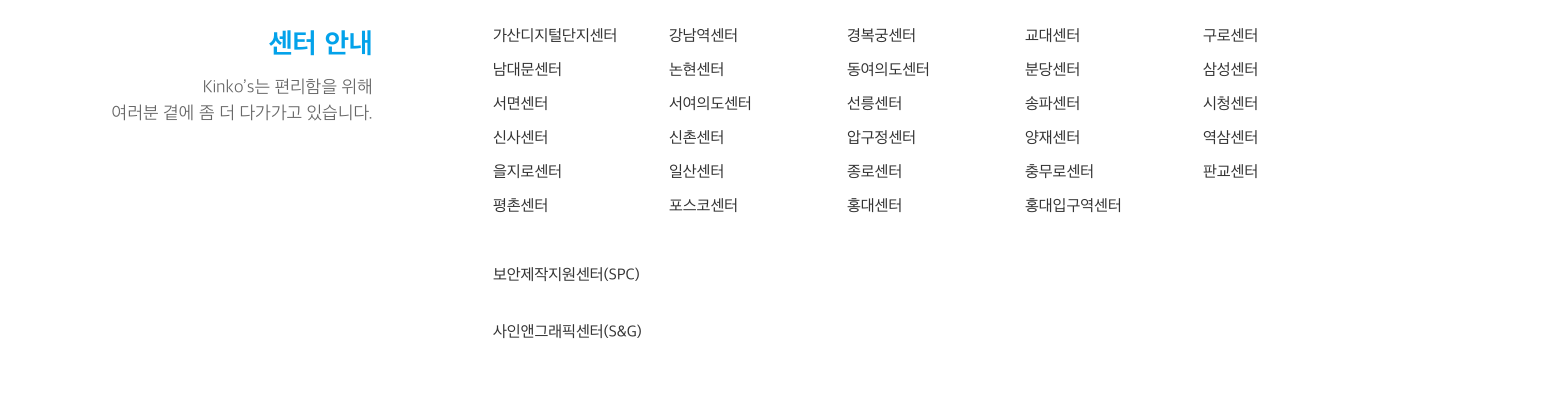 센터 안내
Kinko's는 편리함을 위해
여러분 곁에 좀 더 다가가고 있습니다.
가산디지털단지센터 강남역센터 경복궁센터 교대센터 구로센터
남대문센터 논현센터 동여의도센터 분당센터 삼성센터
서면센터 서여의도센터 선릉센터 송파센터 시청센터
신사센터 신촌센터 압구정센터 양재센터 역삼센터
을지로센터 일산센터 종로센터 충무로센터 판교센터
평촌센터 포스코센터 홍대센터 홍대입구역센터
보안제작지원센터(SPC)
사인앤그래픽센터(S&G)